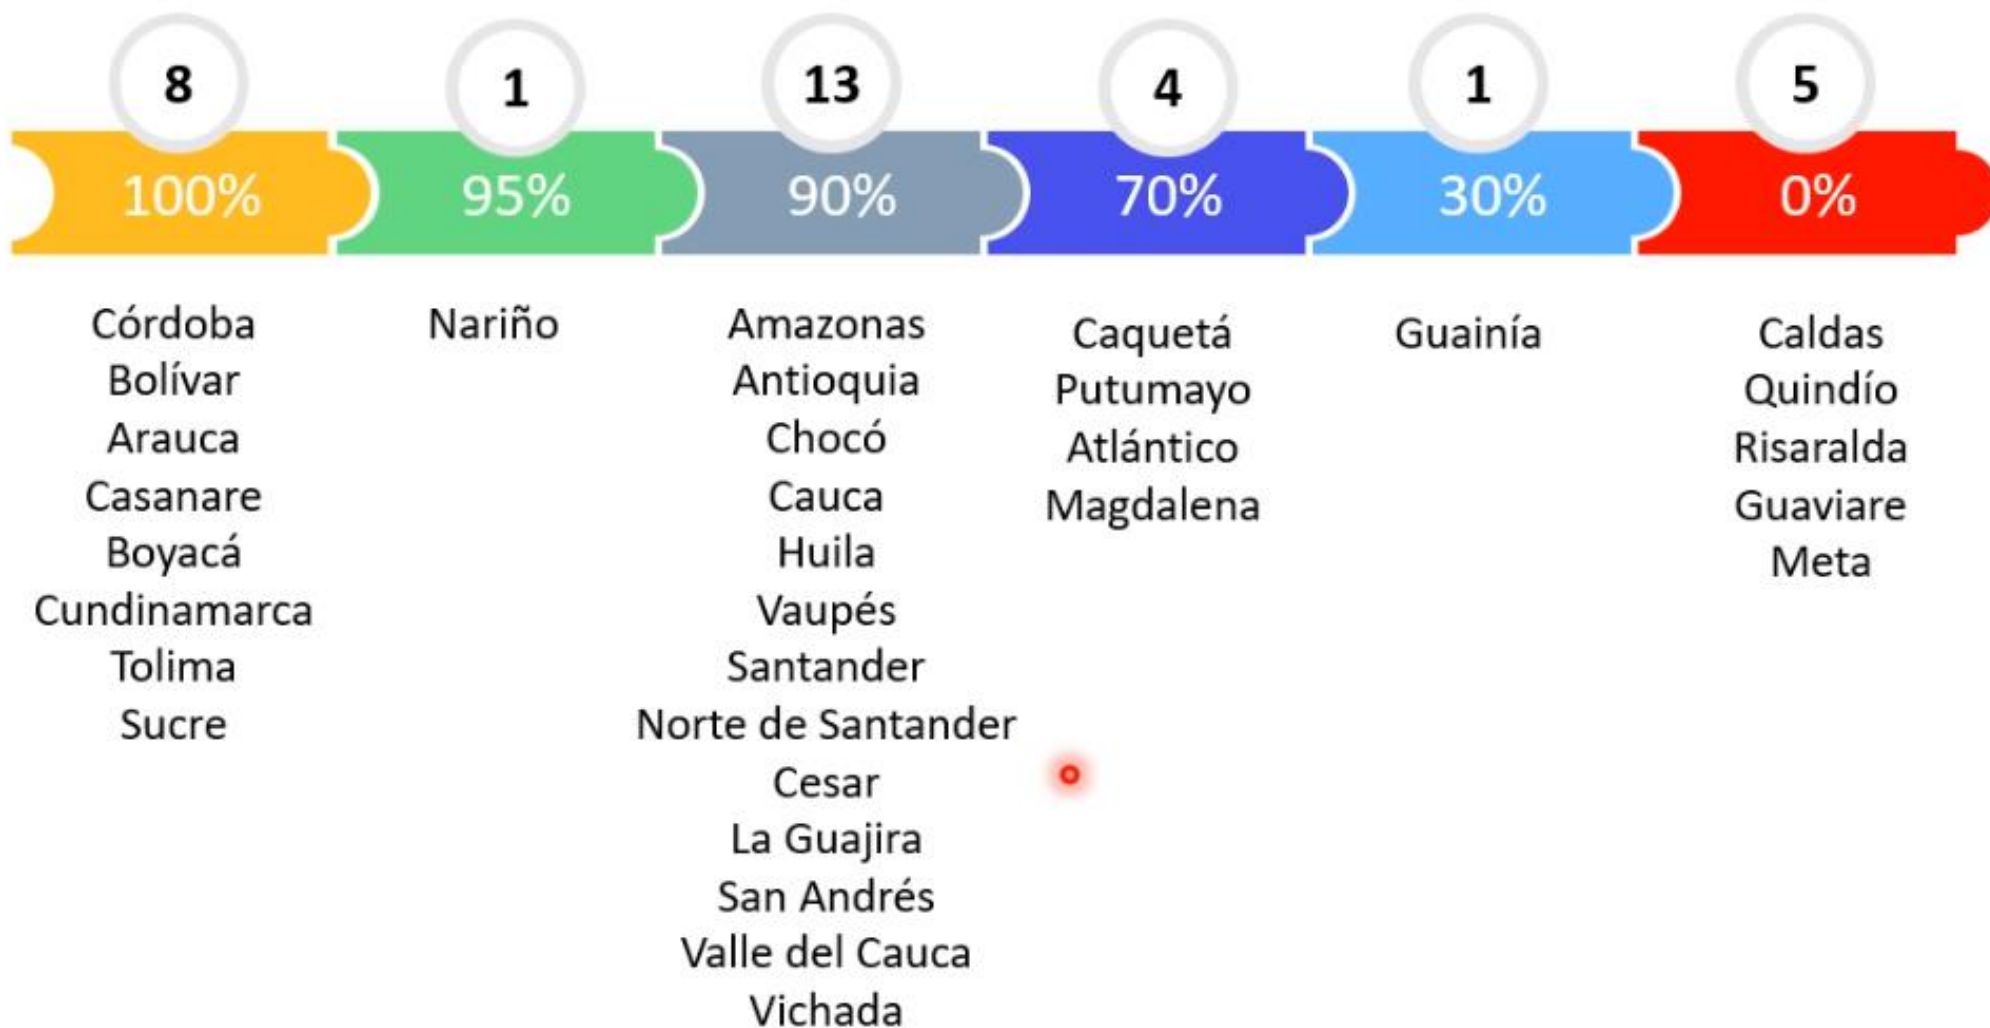 8
1
13
4
1
5
100%
95%
90%
70%
30%
0%
Córdoba
Bolívar
Arauca
Casanare
Boyacá
Cundinamarca
Tolima
Sucre
Nariño
Amazonas
Antioquia
Chocó
Cauca
Huila
Vaupés
Santander
Norte de Santander
Cesar
La Guajira
San Andrés
Valle del Cauca
Vichada
Caquetá
Putumayo
Atlántico
Magdalena
Guainía
Caldas
Quindío
Risaralda
Guaviare
Meta